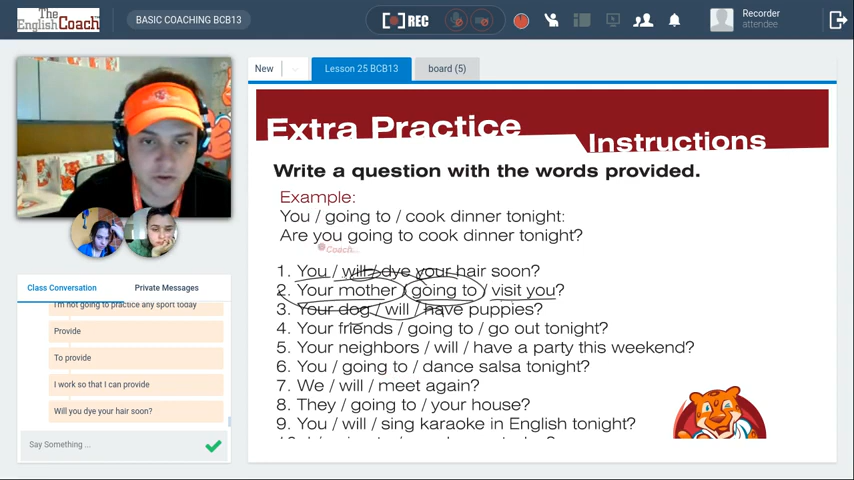 The
EnglishCoach
BASIC COACHING BCB13
REC
Recorder
attendee
New
Lesson 25 BCB13
board (5)
Extra Practice
Instructions
Write a question with the words provided.
Example:
You / going to / cook dinner tonight:
Are you going to cook dinner tonight?
Coach...
1. You / will / dye your hair soon?
2. Your mother / going to / visit you?
3. Your dog / will / have puppies?
4. Your friends / going to / go out tonight?
5. Your neighbors / will / have a party this weekend?
6. You / going to / dance salsa tonight?
7. We / will / meet again?
8. They / going to / your house?
9. You / will / sing karaoke in English tonight?
Class Conversation
Private Messages
I'm not going to practice any sport today
Provide
To provide
I work so that I can provide
Will you dye your hair soon?
Say Something ...